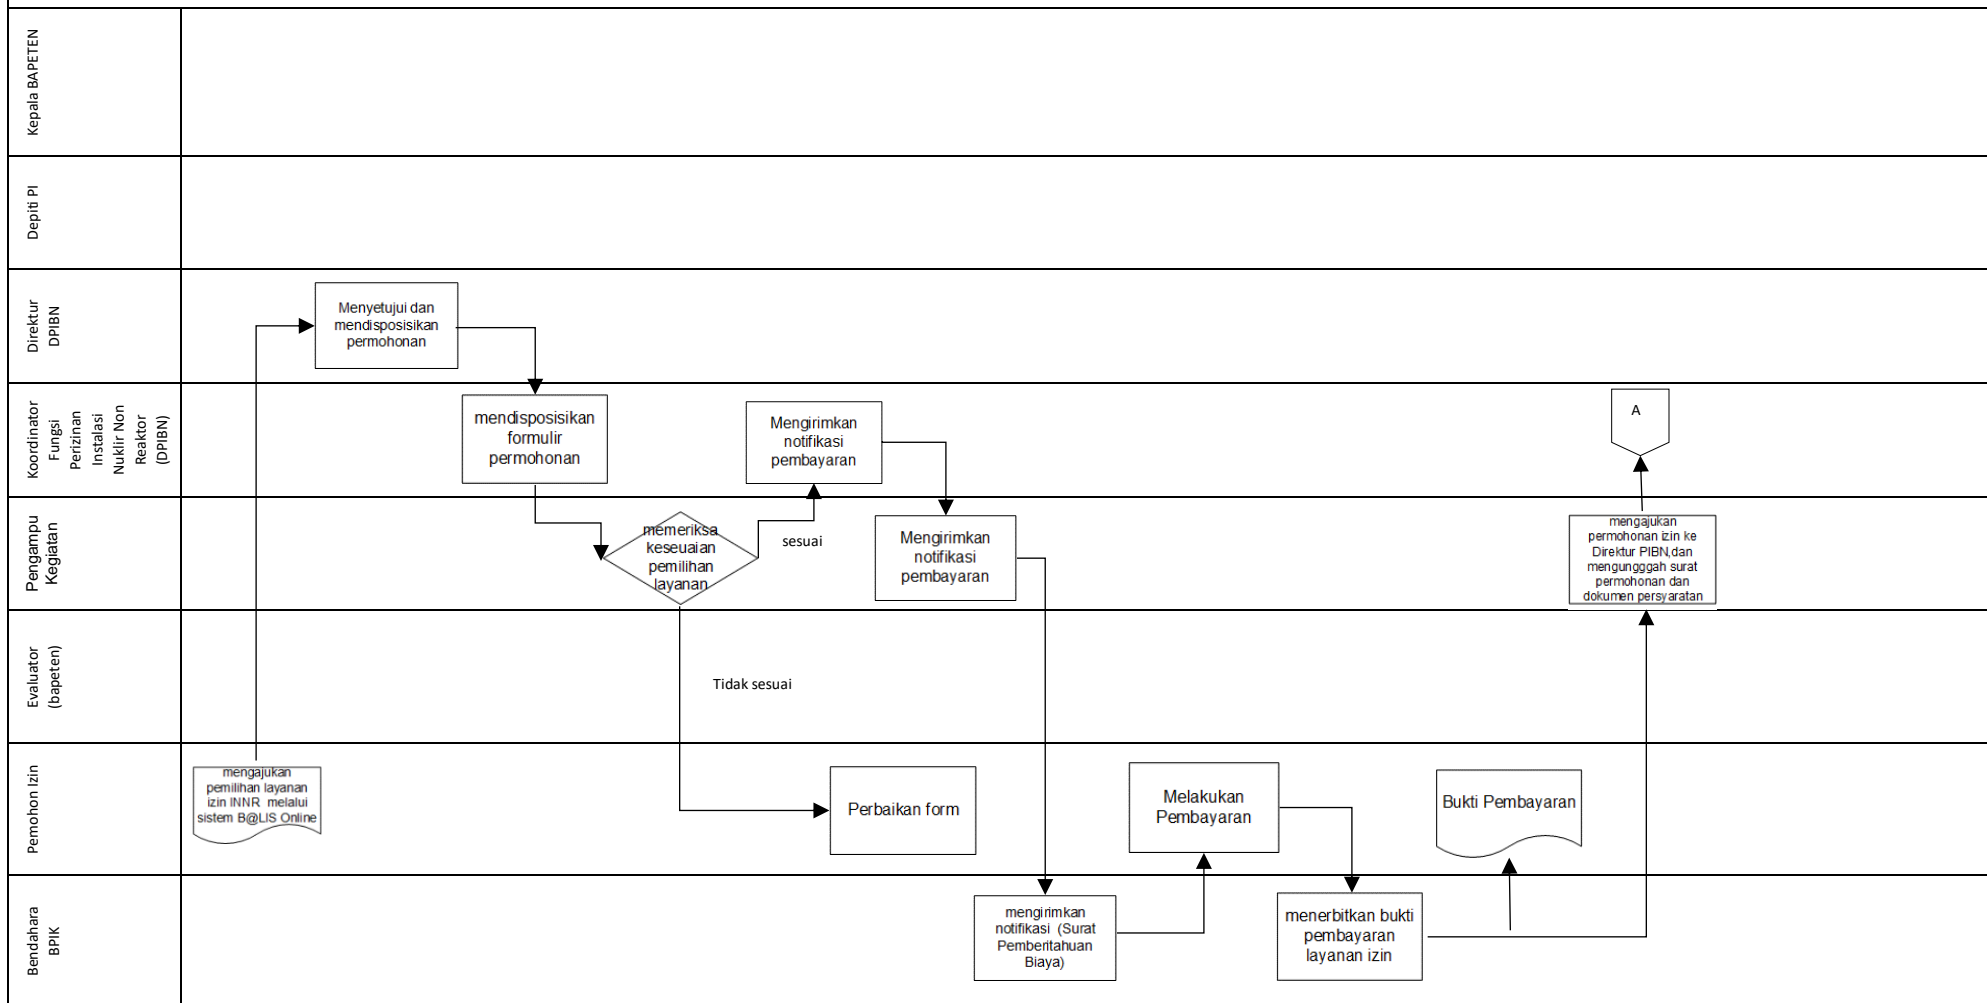 Kepala BAPETEN
Depiti PI
Direktur
DPIBN
Menyetujui dan
mendisposisikan
permohonan
Koordinator
Fungsi
Perizinan
Instalasi
Nuklir Non
Reaktor
(DPIBN)
mendisposisikan
formulir
permohonan
Mengirimkan
notifikasi
pembayaran
A
Pengampu
Kegiatan
memeriksa
keseuaian
pemilihan
layanan
sesuai
Mengirimkan
notifikasi
pembayaran
mengajukan
permohonan izin ke
Direktur PIBN,dan
mengungggah surat
permohonan dan
dokumen persyaratan
Evaluator
(bapeten)
Tidak sesuai
Pemohon Izin
mengajukan
pemilihan layanan
izin INNR melalui
sistem B@LIS Online
Perbaikan form
Melakukan
Pembayaran
Bukti Pembayaran
Bendahara
BPIK
mengirimkan
notifikasi (Surat
Pemberitahuan
Biaya)
menerbitkan bukti
pembayaran
layanan izin